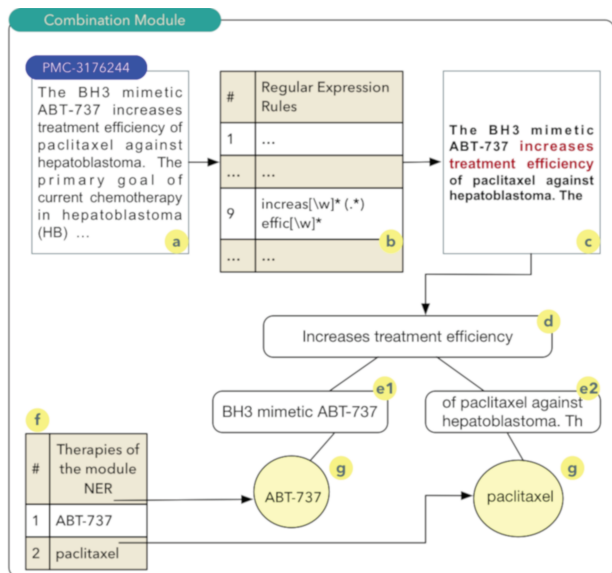 Combination Module
PMC-3176244
The BH3 mimetic
ABT-737 increases
treatment efficiency of
paclitaxel against
hepatoblastoma. The
primary goal of
current chemotherapy
in hepatoblastoma
(HB) ...
a
# Regular Expression
Rules
1 ...
... ...
9 increas[\w]* (.*)
effic[\w]*
... ...
b
The BH3 mimetic
ABT-737 increases
treatment efficiency
of paclitaxel against
hepatoblastoma. The
c
d
Increases treatment efficiency
e1
BH3 mimetic ABT-737
e2
of paclitaxel against
hepatoblastoma. Th
f
# Therapies of
the module
NER
1 ABT-737
2 paclitaxel
g
ABT-737
g
paclitaxel